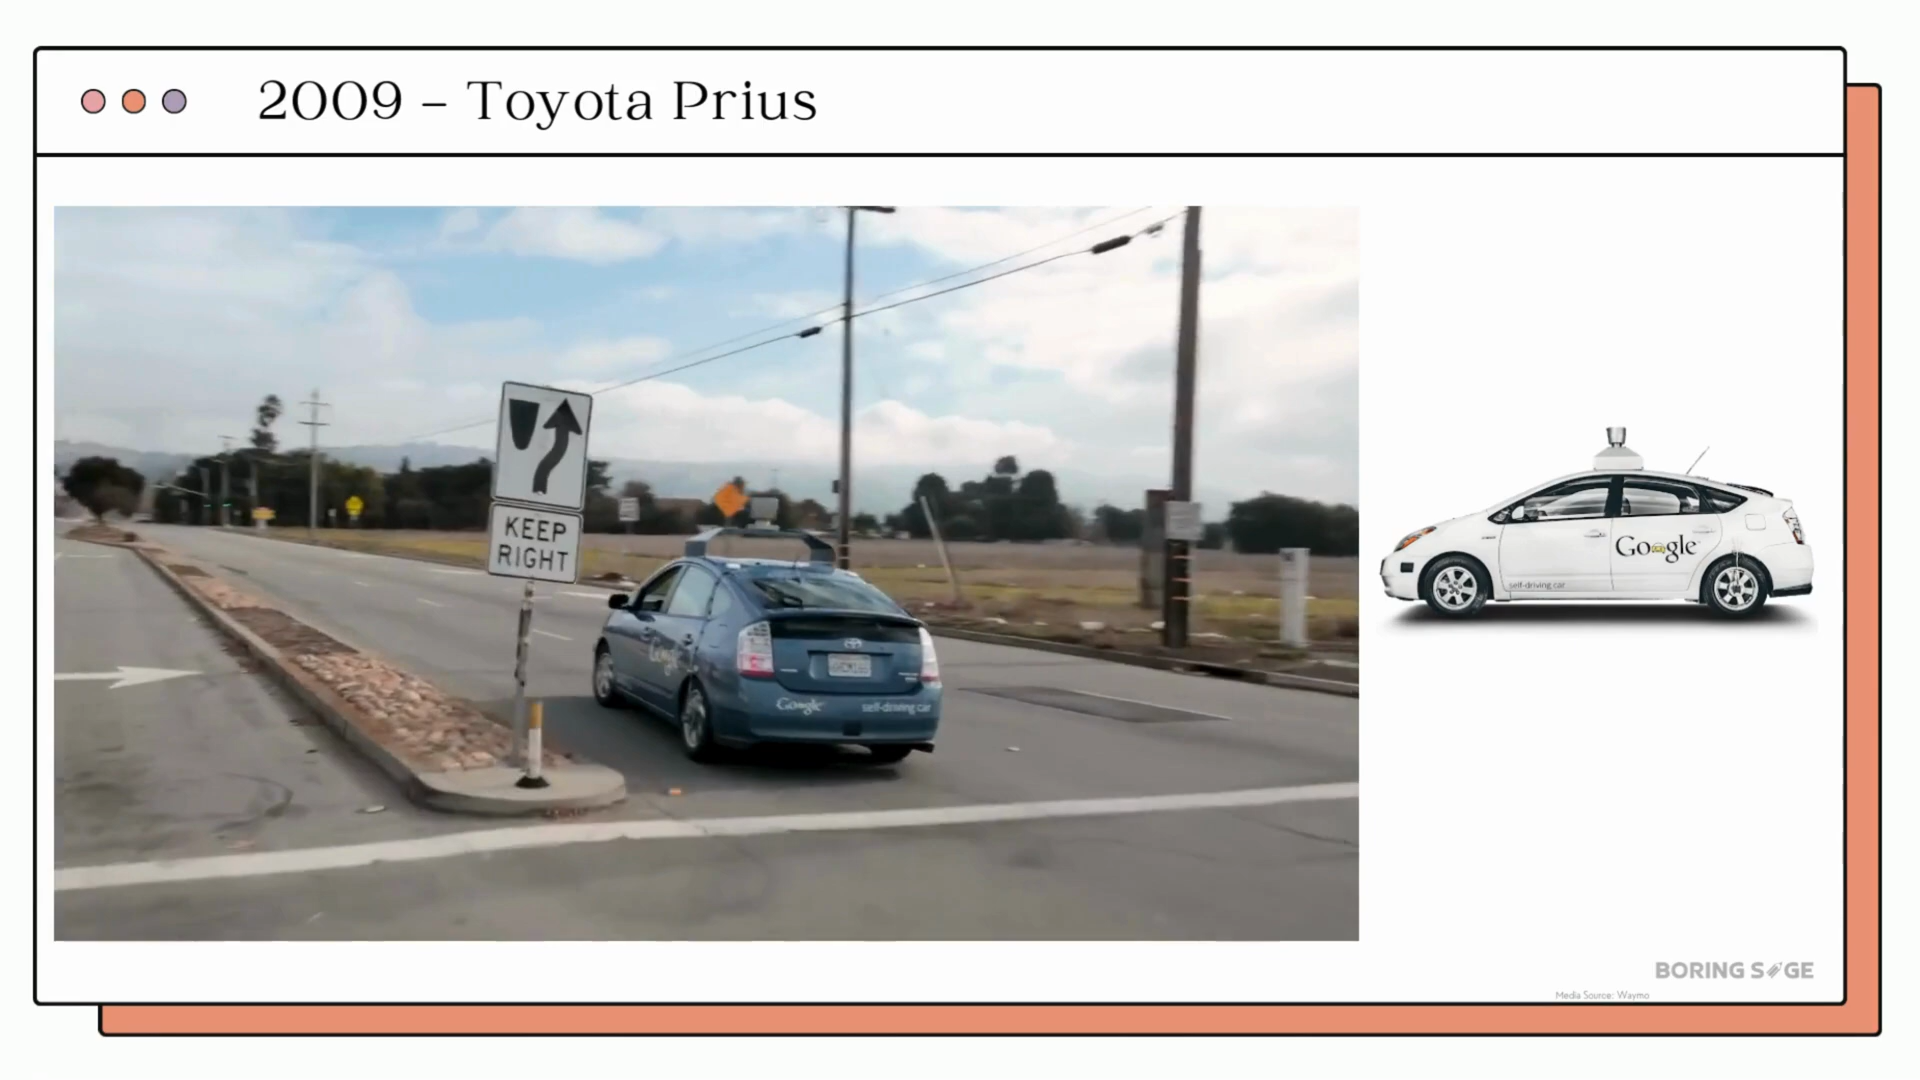 2009 – Toyota Prius
KEEP
RIGHT
Google
Google
self-driving car
Google
self-driving car
BORING SAGE
Media Source: Waymo